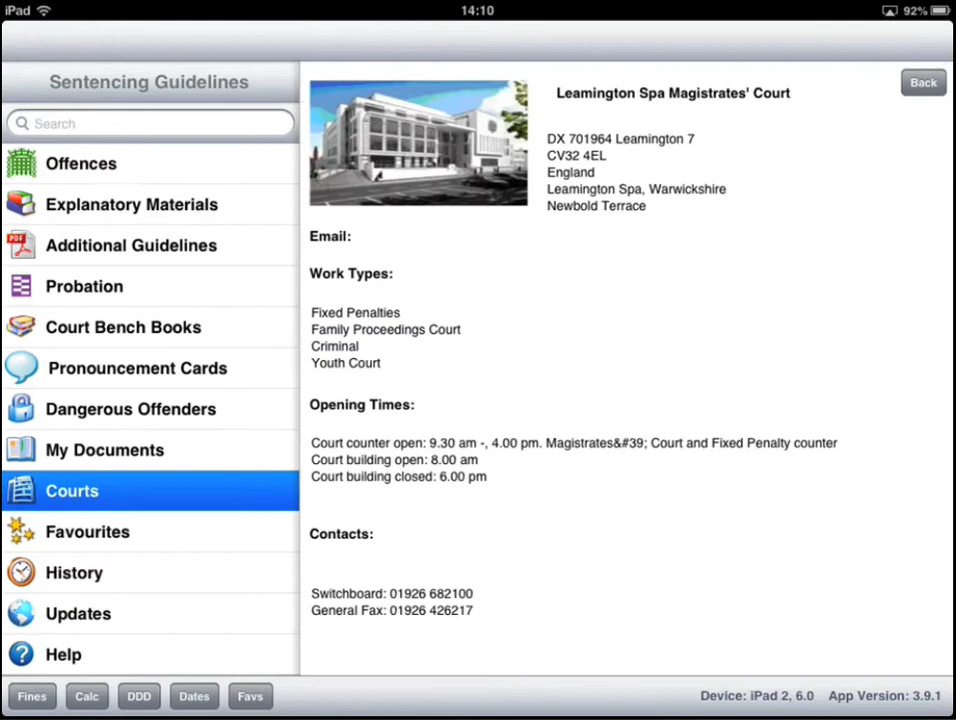 iPad 14:10 92%
Sentencing Guidelines
Search
Offences
Explanatory Materials
PDF
Additional Guidelines
Probation
Court Bench Books
Pronouncement Cards
Dangerous Offenders
My Documents
Courts
Favourites
History
Updates
Help
Back
Leamington Spa Magistrates' Court
DX 701964 Leamington 7
CV32 4EL
England
Leamington Spa, Warwickshire
Newbold Terrace
Email:
Work Types:
Fixed Penalties
Family Proceedings Court
Criminal
Youth Court
Opening Times:
Court counter open: 9.30 am -, 4.00 pm. Magistrates&#39; Court and Fixed Penalty counter
Court building open: 8.00 am
Court building closed: 6.00 pm
Contacts:
Switchboard: 01926 682100
General Fax: 01926 426217
Fines Calc DDD Dates Favs
Device: iPad 2, 6.0 App Version: 3.9.1